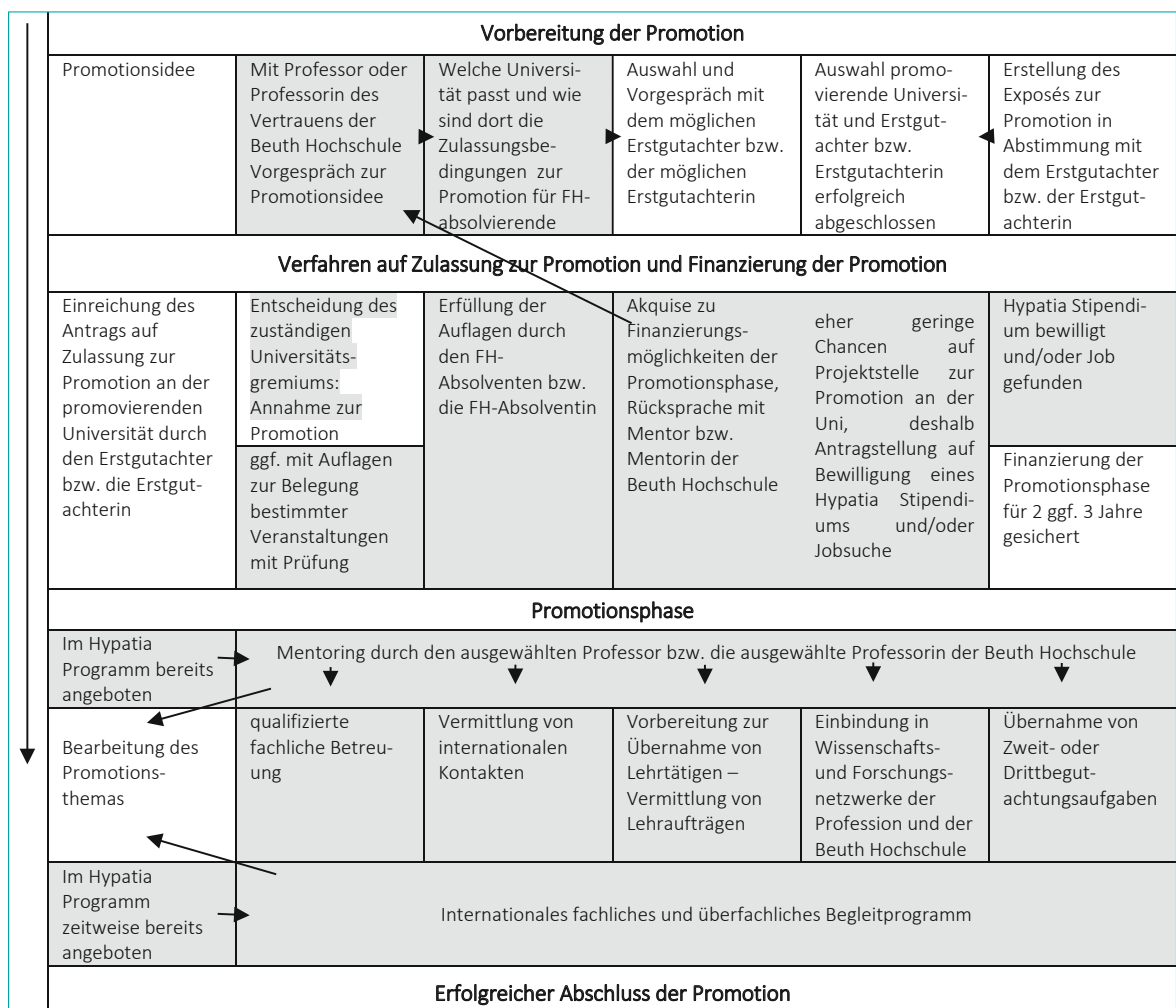 Vorbereitung der Promotion
Promotionsidee
Mit Professor oder
Professorin des
Vertrauens der
Beuth Hochschule
Vorgespräch zur
Promotionsidee
Welche Universi-
tät passt und wie
sind dort die
Zulassungsbe-
dingungen zur
Promotion für FH-
absolvierende
Auswahl und
Vorgespräch mit
dem möglichen
Erstgutachter bzw.
der möglichen
Erstgutachterin
Auswahl promo-
vierende Universi-
tät und Erstgut-
achter bzw.
Erstgutachterin
erfolgreich
abgeschlossen
Erstellung des
Exposés zur
Promotion in
Abstimmung mit
dem Erstgutachter
bzw. der Erstgut-
achterin
Verfahren auf Zulassung zur Promotion und Finanzierung der Promotion
Einreichung des
Antrags auf
Zulassung zur
Promotion an der
promovierenden
Universität durch
den Erstgutachter
bzw. die Erstgut-
achterin
Entscheidung des
zuständigen
Universitäts-
gremiums:
Annahme zur
Promotion
ggf. mit Auflagen
zur Belegung
bestimmter
Veranstaltungen
mit Prüfung
Erfüllung der
Auflagen durch
den FH-
Absolventen bzw.
die FH-Absolventin
Akquise zu
Finanzierungs-
möglichkeiten der
Promotionsphase,
Rücksprache mit
Mentor bzw.
Mentorin der
Beuth Hochschule
eher geringe
Chancen auf
Projektstelle zur
Promotion an der
Uni, deshalb
Antragstellung auf
Bewilligung eines
Hypatia Stipendi-
ums und/oder
Jobsuche
Hypatia Stipendi-
um bewilligt
und/oder Job
gefunden
Finanzierung der
Promotionsphase
für 2 ggf. 3 Jahre
gesichert
Promotionsphase
Im Hypatia
Programm bereits
angeboten
Mentoring durch den ausgewählten Professor bzw. die ausgewählte Professorin der Beuth Hochschule
Bearbeitung des
Promotions-
themas
qualifizierte
fachliche Betreu-
ung
Vermittlung von
internationalen
Kontakten
Vorbereitung zur
Übernahme von
Lehrtätigen –
Vermittlung von
Lehraufträgen
Einbindung in
Wissenschafts-
und Forschungs-
netzwerke der
Profession und der
Beuth Hochschule
Übernahme von
Zweit- oder
Drittbegut-
achtungsaufgaben
Im Hypatia
Programm
zeitweise bereits
angeboten
Internationales fachliches und überfachliches Begleitprogramm
Erfolgreicher Abschluss der Promotion